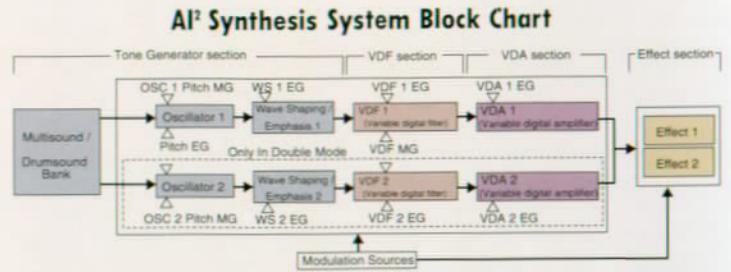 AI² Synthesis System Block Chart
Tone Generator section
VDF section
VDA section
Effect section
OSC 1 Pitch MG
WS 1 EG
VDF 1 EG
VDA 1 EG
Multisound /
Drumsound
Bank
Oscillator 1
Wave Shaping /
Emphasis 1
VDF 1
(Variable digital filter)
VDA 1
(Variable digital amplifier)
Pitch EG
VDF MG
Only In Double Mode
Effect 1
Effect 2
Oscillator 2
Wave Shaping /
Emphasis 2
VDF 2
(Variable digital filter)
VDA 2
(Variable digital amplifier)
OSC 2 Pitch MG
WS 2 EG
VDF 2 EG
VDA 2 EG
Modulation Sources